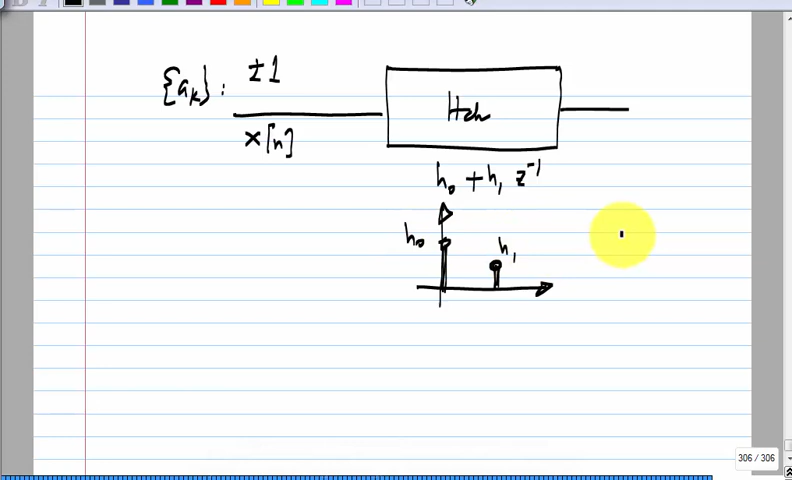 {a_k} : ±1
x[n]
Hch
h₀ + h₁ z⁻¹
h₀
h₁
306 / 306